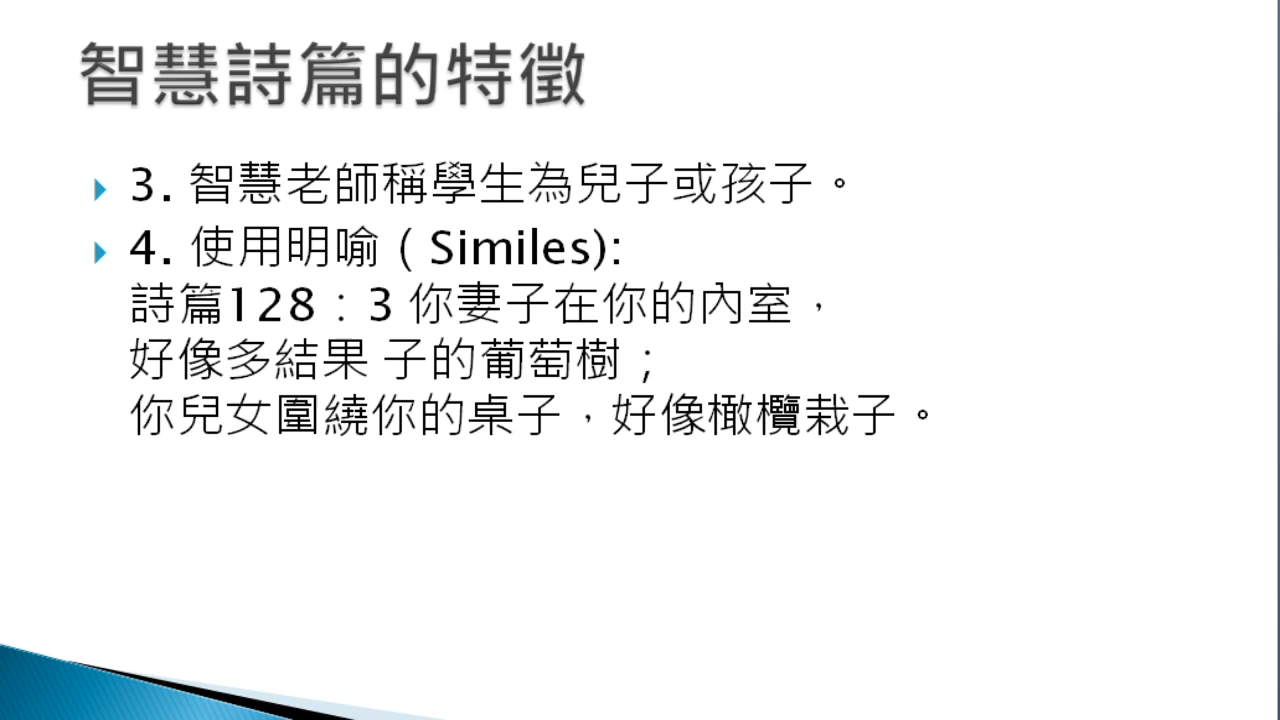 智慧詩篇的特徵
3. 智慧老師稱學生為兒子或孩子。
4. 使用明喻（Similes):
詩篇128：3 你妻子在你的內室，
好像多結果 子的葡萄樹；
你兒女圍繞你的桌子，好像橄欖栽子。